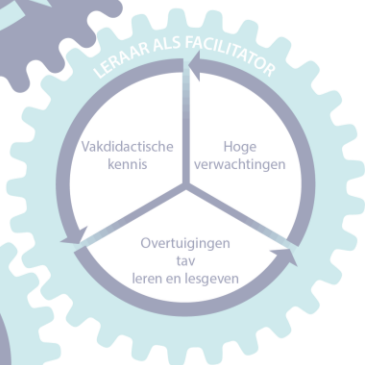 LERAAR ALS FACILITATOR
Vakdidactische
kennis
Hoge
verwachtingen
Overtuigingen
tav
leren en lesgeven